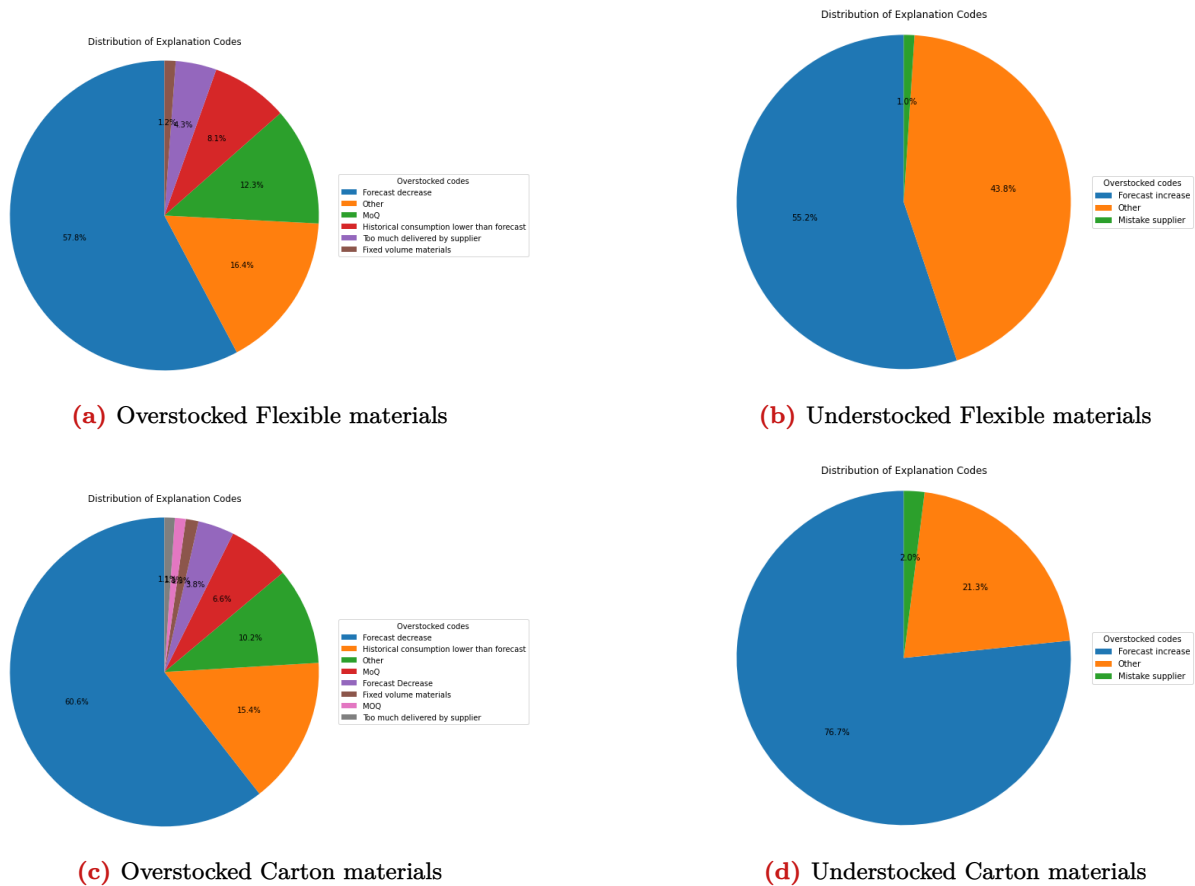 Distribution of Explanation Codes
1.2%
4.3%
8.1%
12.3%
57.8%
16.4%
Overstocked codes
Forecast decrease
Other
MoQ
Historical consumption lower than forecast
Too much delivered by supplier
Fixed volume materials
(a) Overstocked Flexible materials
Distribution of Explanation Codes
1.0%
43.8%
55.2%
Overstocked codes
Forecast increase
Other
Mistake supplier
(b) Understocked Flexible materials
Distribution of Explanation Codes
1.1%
3.8%
6.6%
10.2%
60.6%
15.4%
Overstocked codes
Forecast decrease
Historical consumption lower than forecast
Other
MoQ
Forecast Decrease
Fixed volume materials
MOQ
Too much delivered by supplier
(c) Overstocked Carton materials
Distribution of Explanation Codes
2.0%
21.3%
76.7%
Overstocked codes
Forecast increase
Other
Mistake supplier
(d) Understocked Carton materials